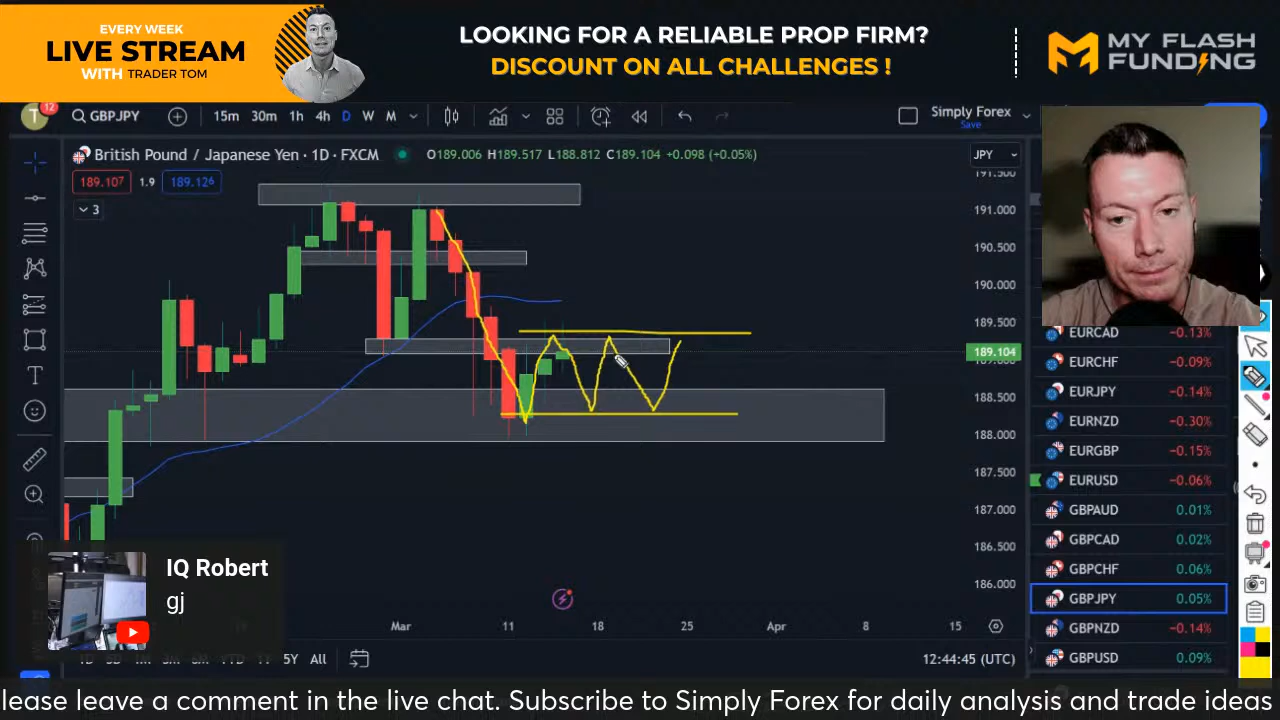 EVERY WEEK
LIVE STREAM
WITH TRADER TOM
LOOKING FOR A RELIABLE PROP FIRM?
DISCOUNT ON ALL CHALLENGES !
MY FLASH
FUNDING
T 12
GBPJPY
15m 30m 1h 4h D W M
Simply Forex
Save
British Pound / Japanese Yen · 1D · FXCM
O189.006 H189.517 L188.812 C189.104 +0.098 (+0.05%)
JPY
189.107 1.9 189.126
3
191.500
191.000
190.500
190.000
189.500
189.104
189.000
188.500
188.000
187.500
187.000
186.500
186.000
EURCAD −0.13%
EURCHF −0.09%
EURJPY −0.14%
EURNZD −0.30%
EURGBP −0.15%
EURUSD −0.06%
GBPAUD 0.01%
GBPCAD 0.02%
GBPCHF 0.06%
GBPJPY 0.05%
GBPNZD −0.14%
GBPUSD 0.09%
IQ Robert
gj
Mar 11 18 25 Apr 8 15
5Y All
12:44:45 (UTC)
lease leave a comment in the live chat. Subscribe to Simply Forex for daily analysis and trade ideas